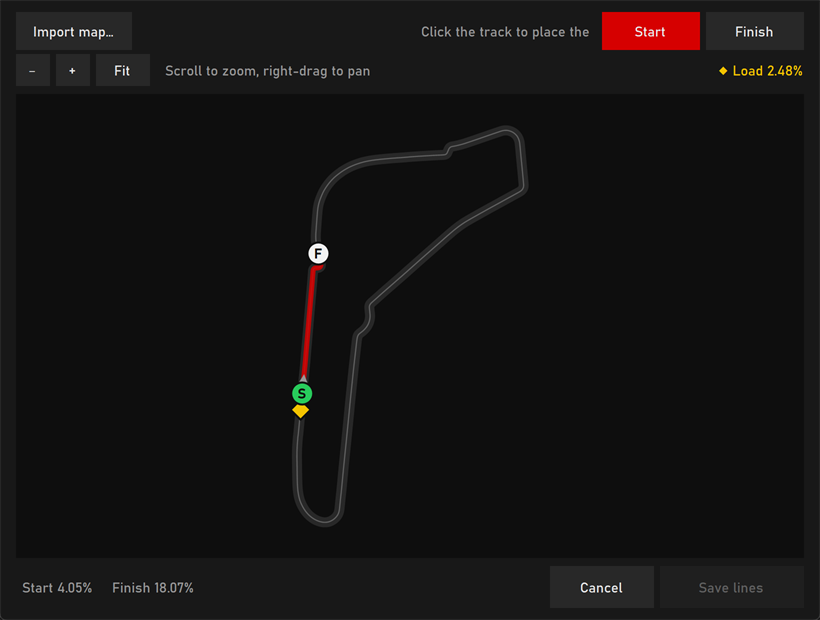 Import map...
Click the track to place the
Start
Finish
−
+
Fit
Scroll to zoom, right-drag to pan
Load 2.48%
F
S
Start 4.05%
Finish 18.07%
Cancel
Save lines